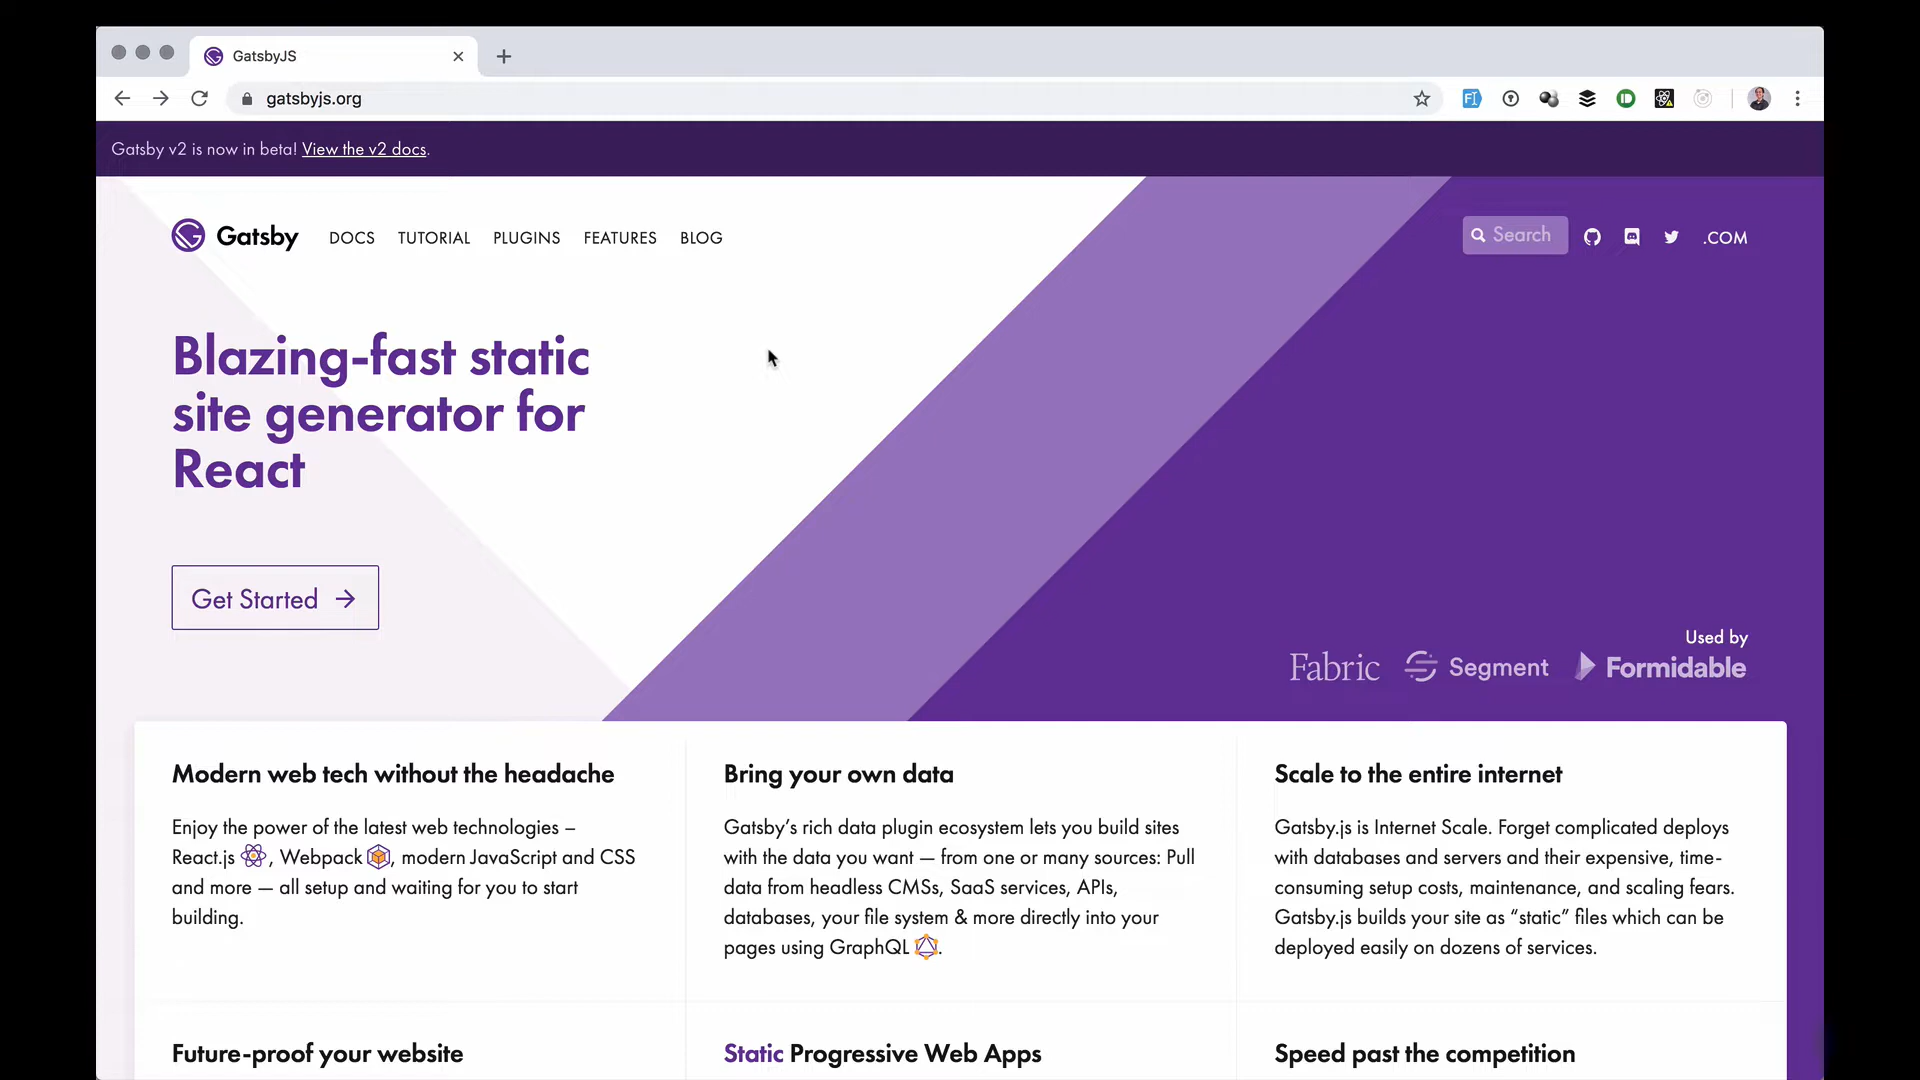 GatsbyJS
gatsbyjs.org
Gatsby v2 is now in beta! View the v2 docs.
Gatsby DOCS TUTORIAL PLUGINS FEATURES BLOG Search .COM
Blazing-fast static
site generator for
React
Get Started →
Used by
Fabric Segment Formidable
Modern web tech without the headache
Enjoy the power of the latest web technologies –
React.js , Webpack , modern JavaScript and CSS
and more — all setup and waiting for you to start
building.
Bring your own data
Gatsby’s rich data plugin ecosystem lets you build sites
with the data you want — from one or many sources: Pull
data from headless CMSs, SaaS services, APIs,
databases, your file system & more directly into your
pages using GraphQL .
Scale to the entire internet
Gatsby.js is Internet Scale. Forget complicated deploys
with databases and servers and their expensive, time-
consuming setup costs, maintenance, and scaling fears.
Gatsby.js builds your site as “static” files which can be
deployed easily on dozens of services.
Future-proof your website
Static Progressive Web Apps
Speed past the competition